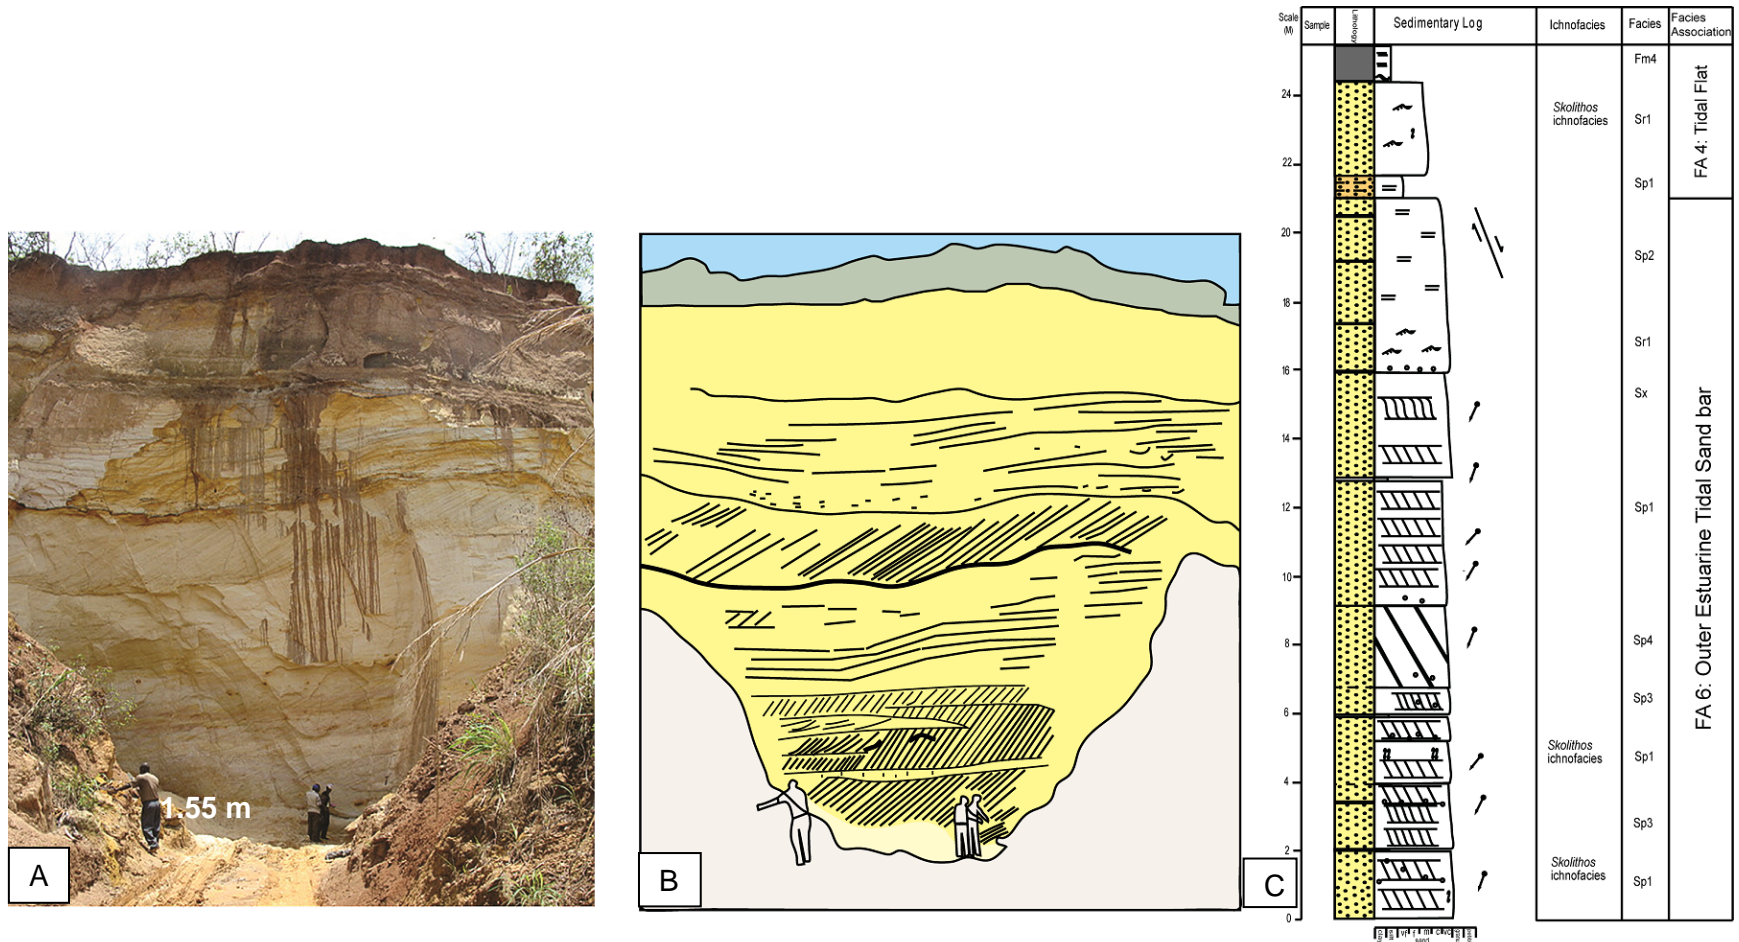 1.55 m
A
B
C
Scale
(M)
Sample
Lithology
Sedimentary Log
Ichnofacies
Facies
Facies
Association
24
22
20
18
16
14
12
10
8
6
4
2
0
Skolithos
ichnofacies
Skolithos
ichnofacies
Skolithos
ichnofacies
Fm4
Sr1
Sp1
Sp2
Sr1
Sx
Sp1
Sp4
Sp3
Sp1
Sp3
Sp1
FA 4: Tidal Flat
FA 6: Outer Estuarine Tidal Sand bar
sand